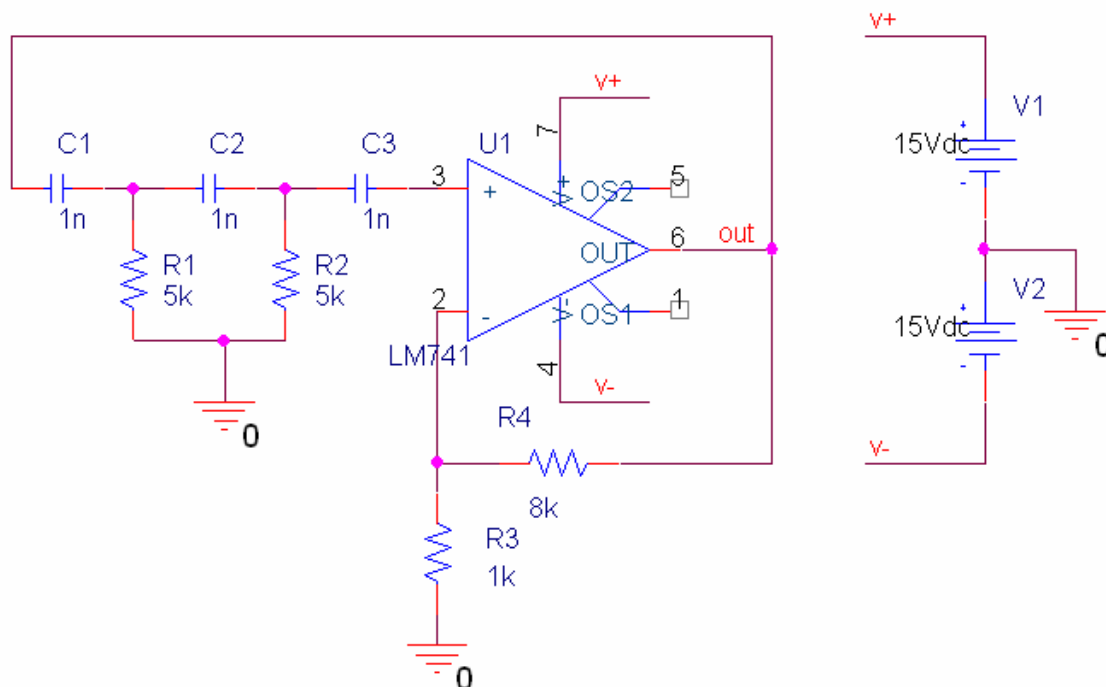 v+
v+
C1
C2
C3
U1
V1
7
15Vdc
3
+
V+
OS2
5
1n
1n
1n
OUT
6
out
R1
5k
R2
5k
2
-
V-
OS1
1
V2
15Vdc
LM741
4
0
0
v-
R4
v-
8k
R3
1k
0